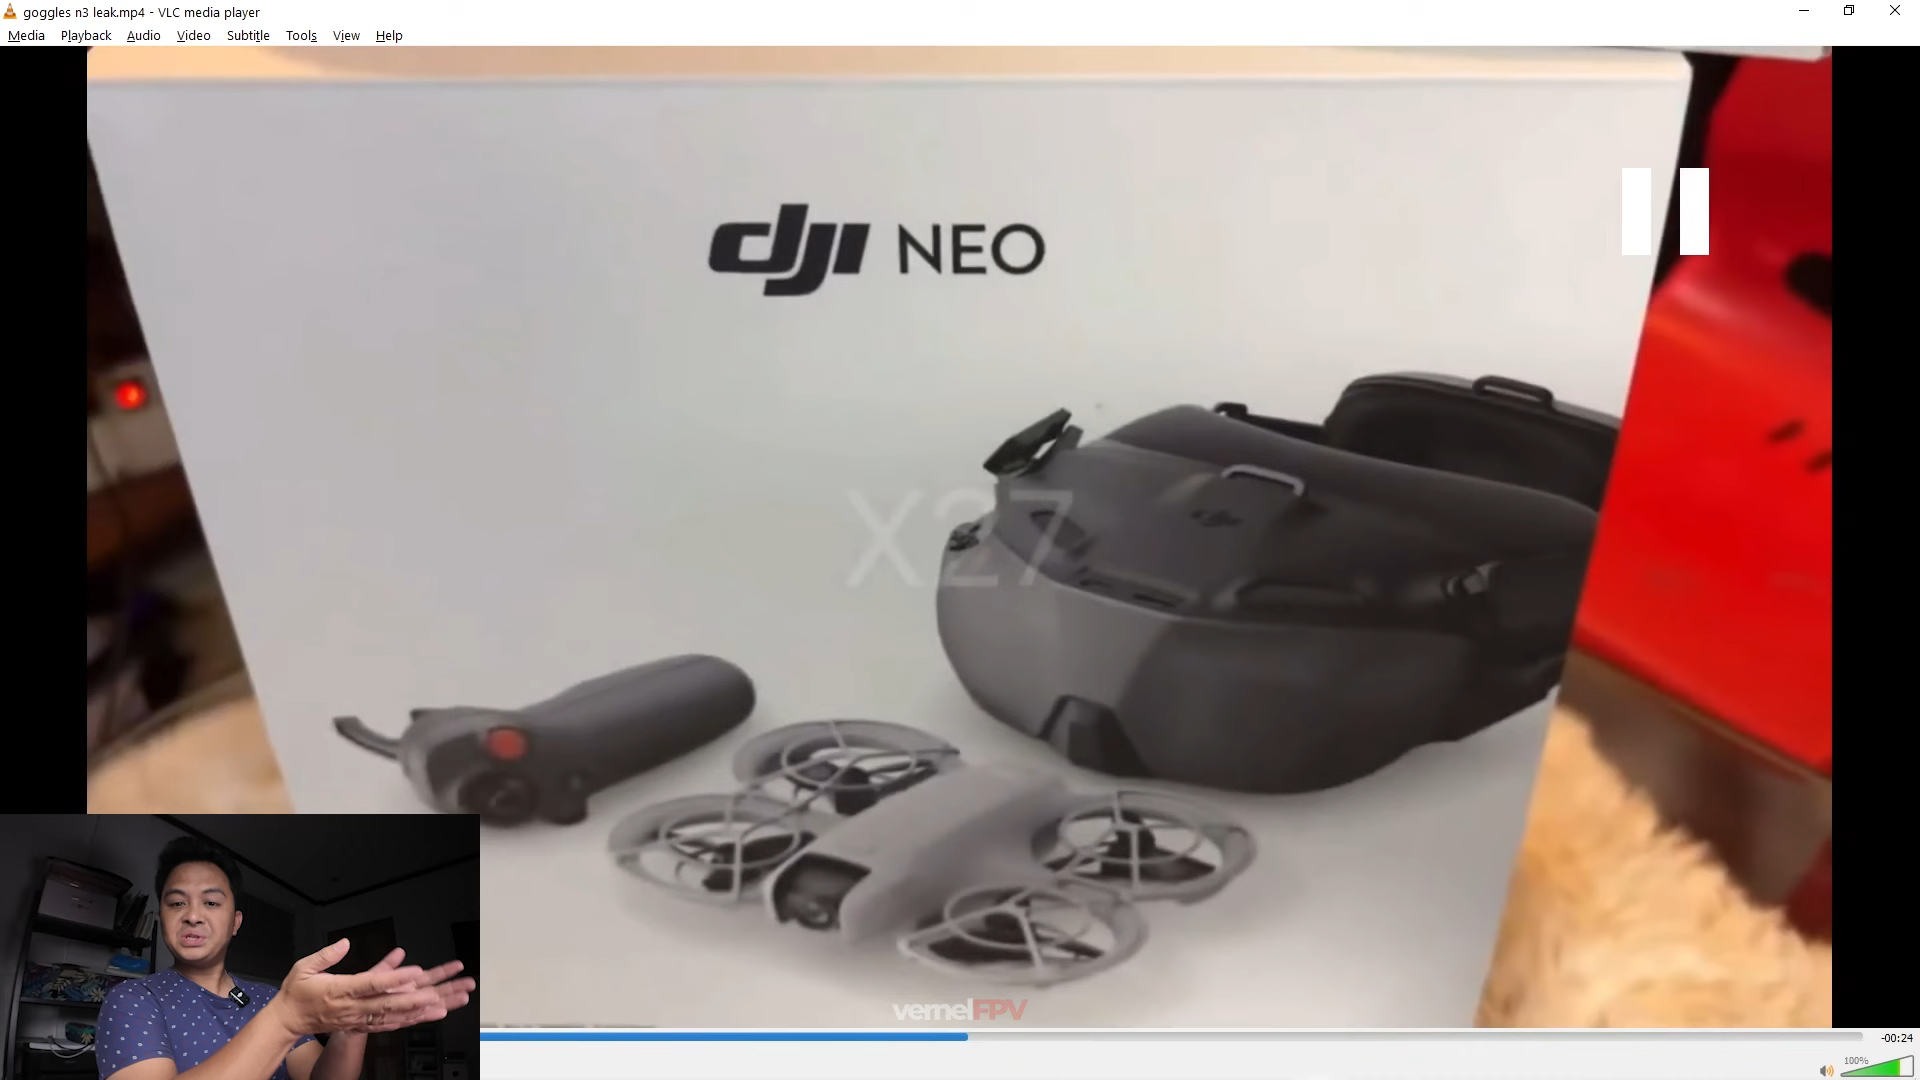 goggles n3 leak.mp4 - VLC media player
Media Playback Audio Video Subtitle Tools View Help
dji NEO
X27
dji
vernelFPV
-00:24
100%